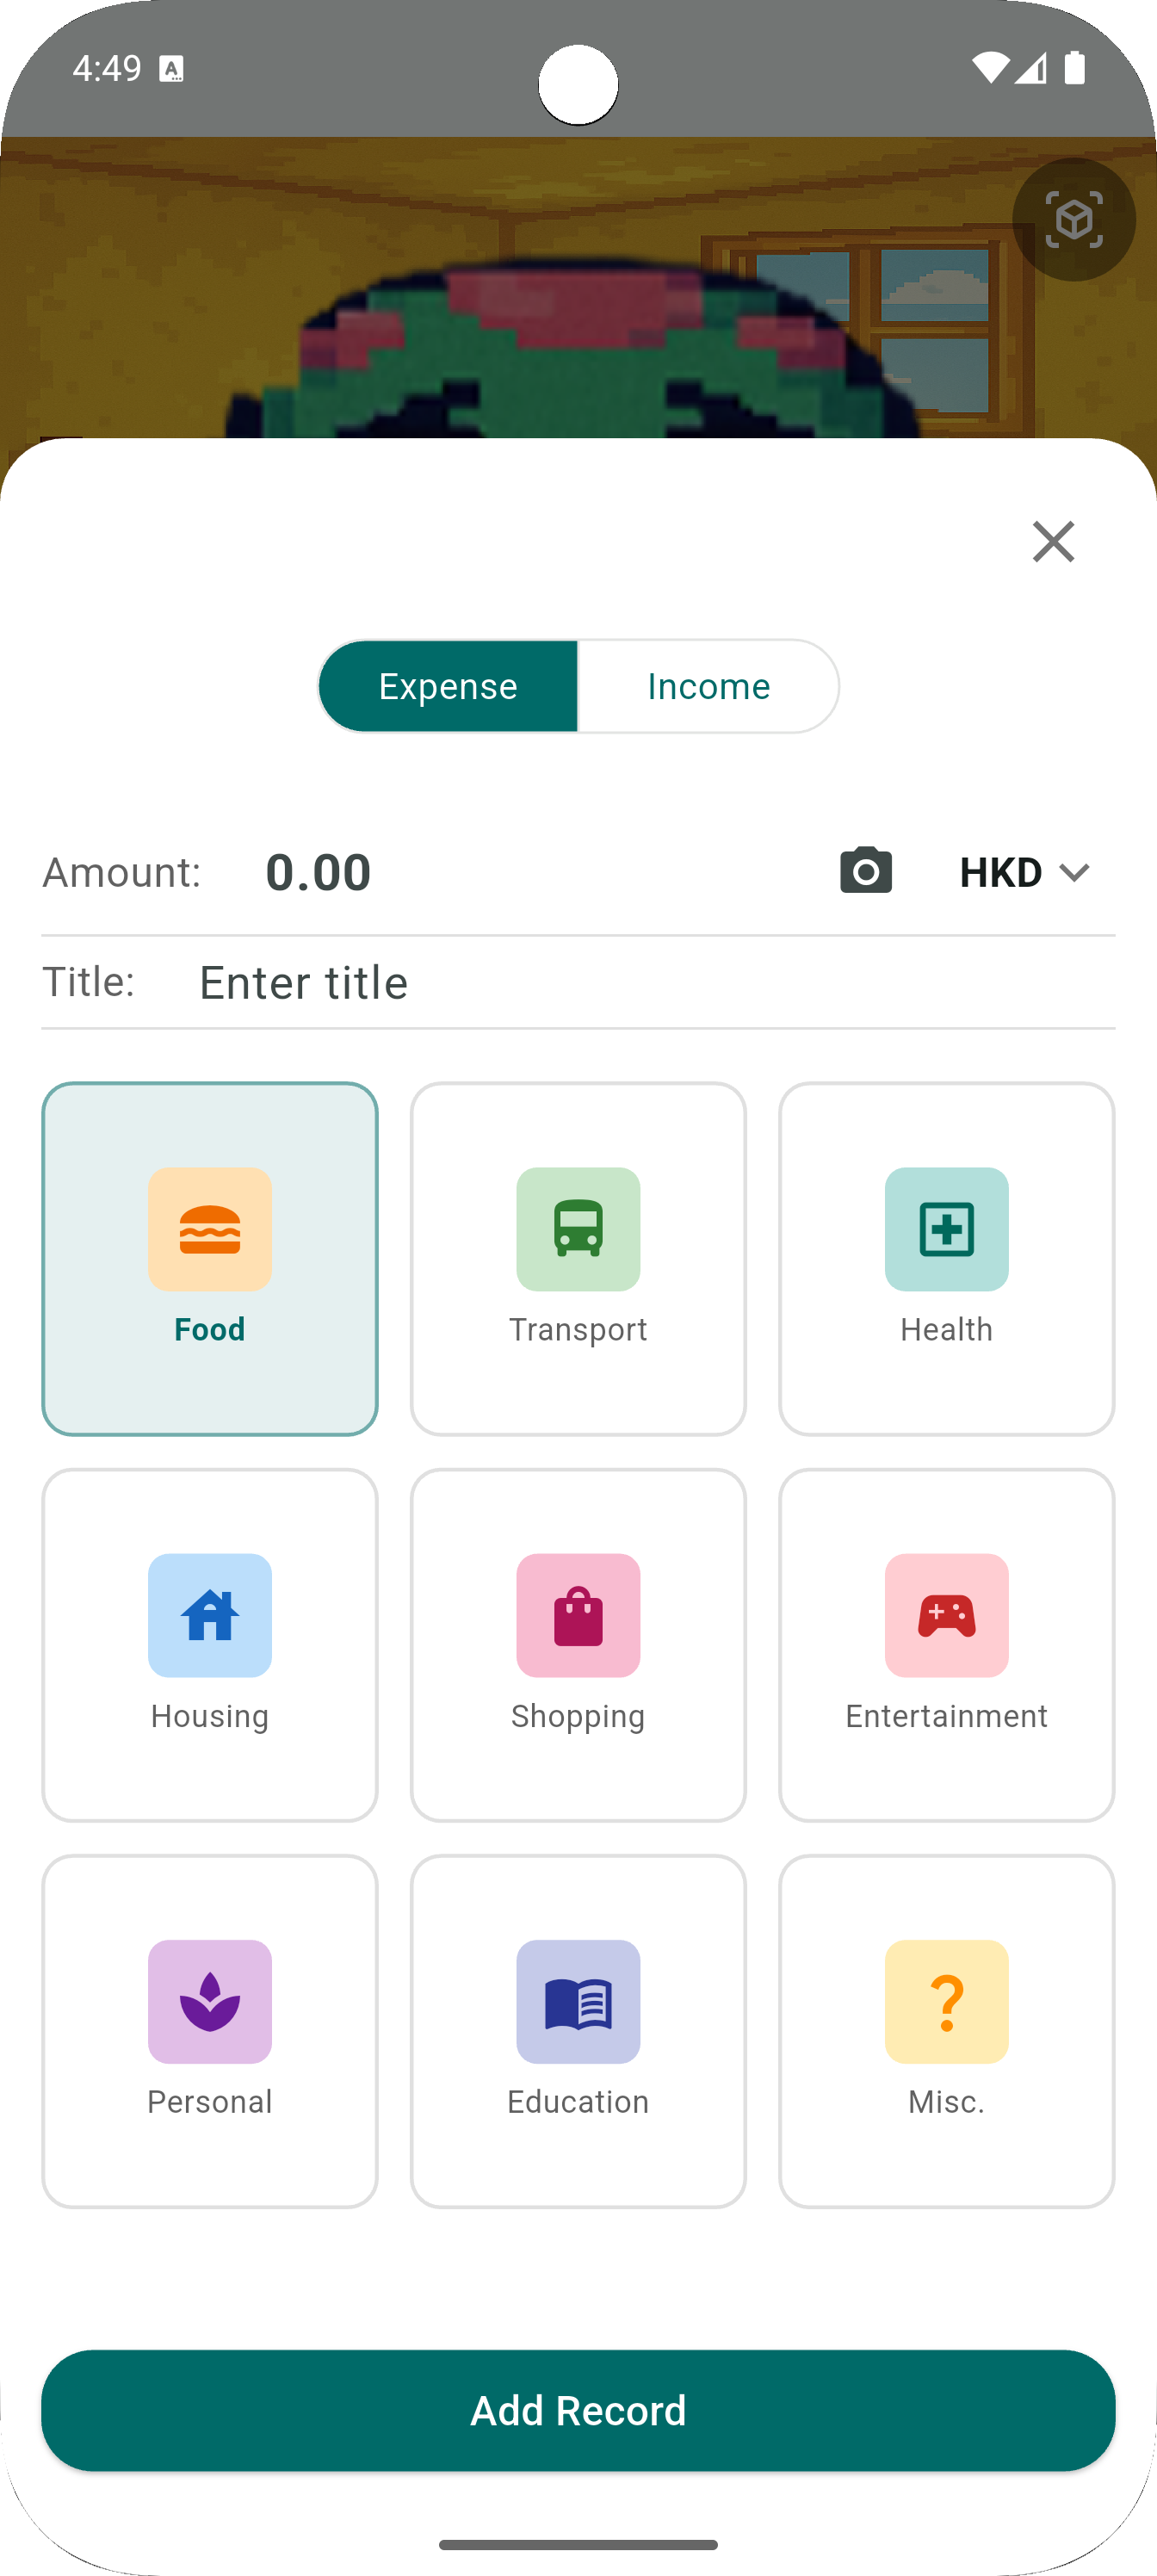 4:49
Expense Income
Amount: 0.00 HKD
Title: Enter title
Food Transport Health
Housing Shopping Entertainment
Personal Education Misc.
Add Record